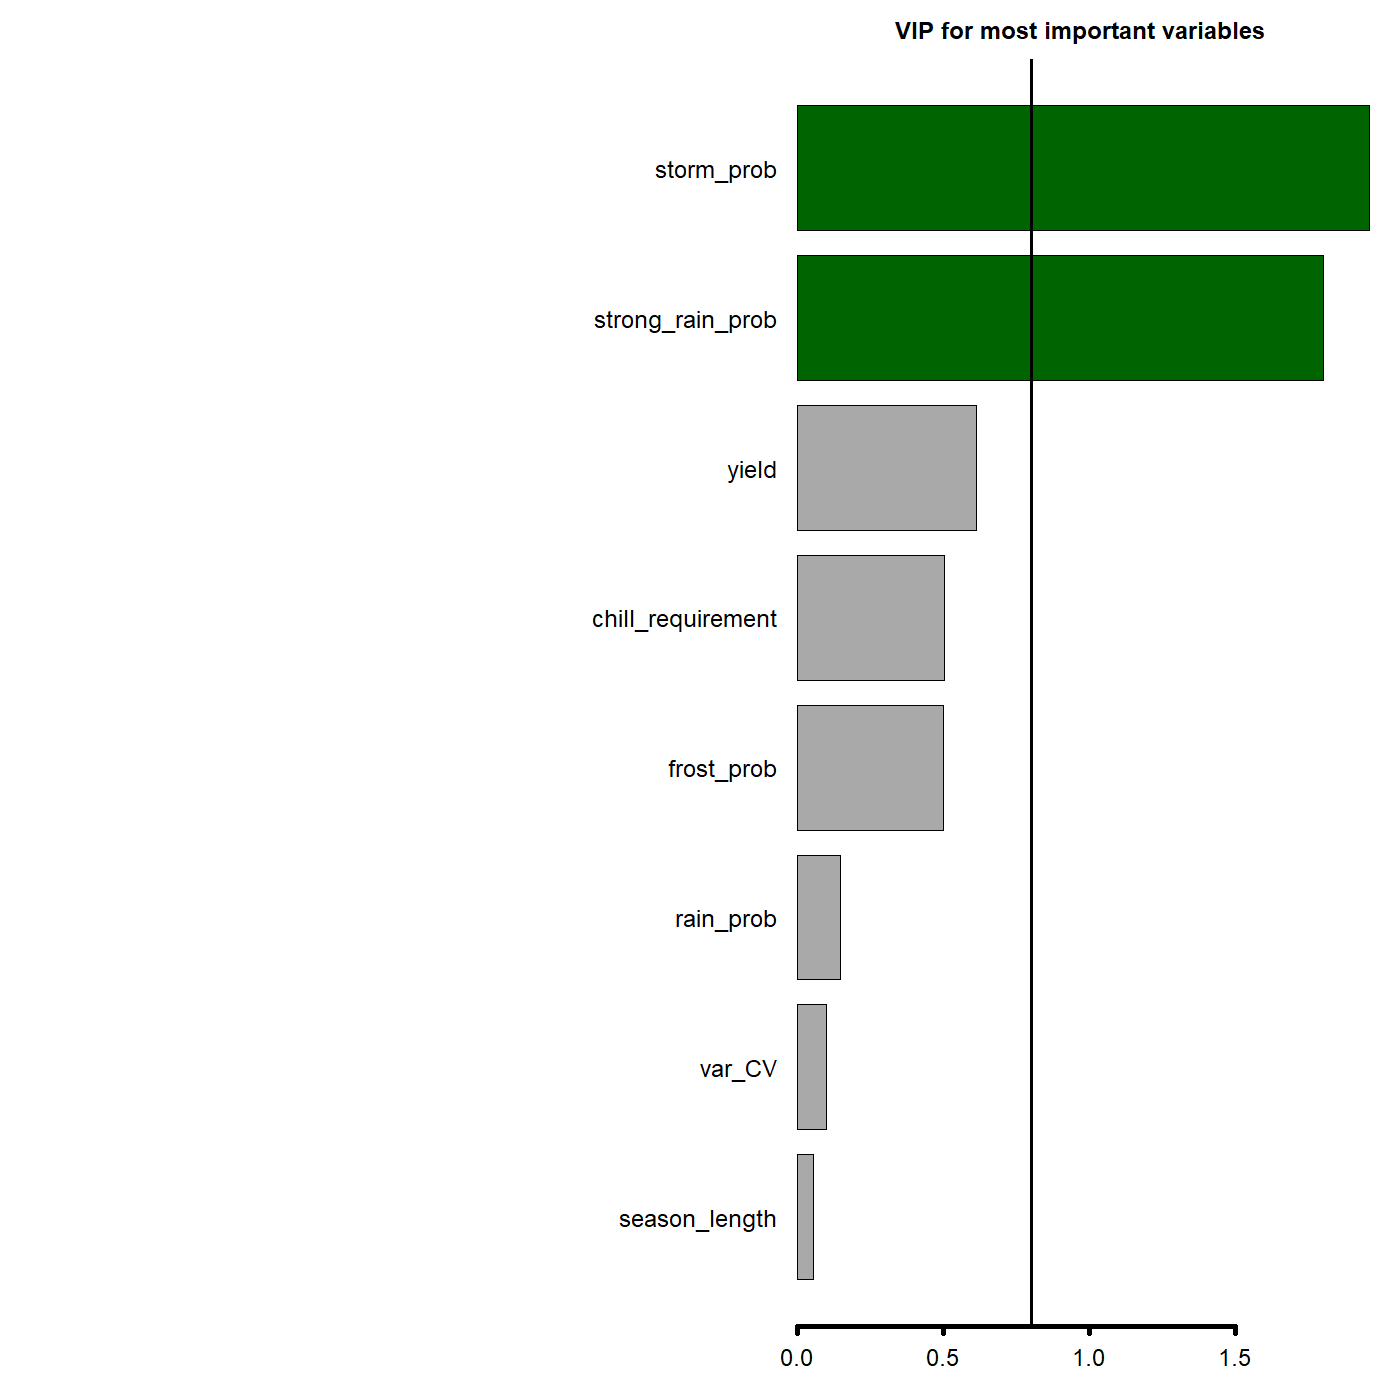 VIP for most important variables
storm_prob
strong_rain_prob
yield
chill_requirement
frost_prob
rain_prob
var_CV
season_length
0.0 0.5 1.0 1.5